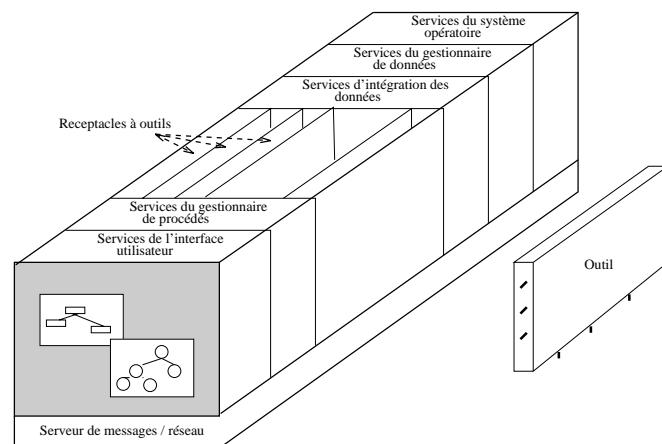 Services du système
opératoire
Services du gestionnaire
de données
Services d'intégration des
données
Receptacles à outils
Services du gestionnaire
de procédés
Services de l'interface
utilisateur
Outil
Serveur de messages / réseau